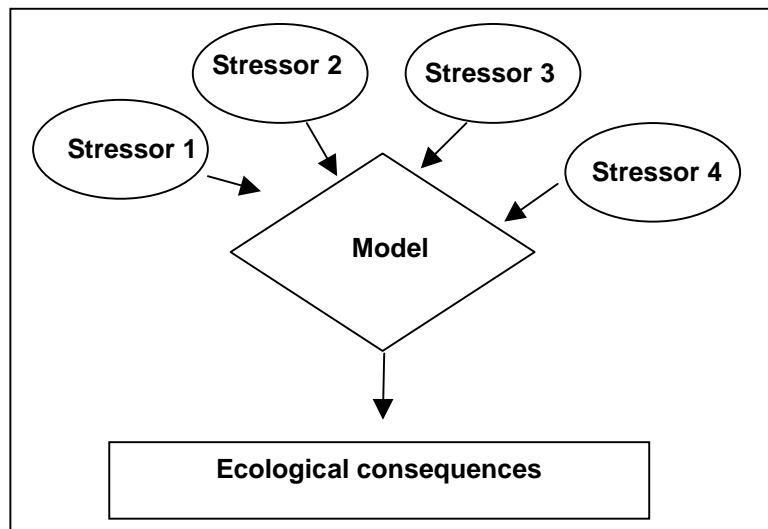 Stressor 1
Stressor 2
Stressor 3
Stressor 4
Model
Ecological consequences